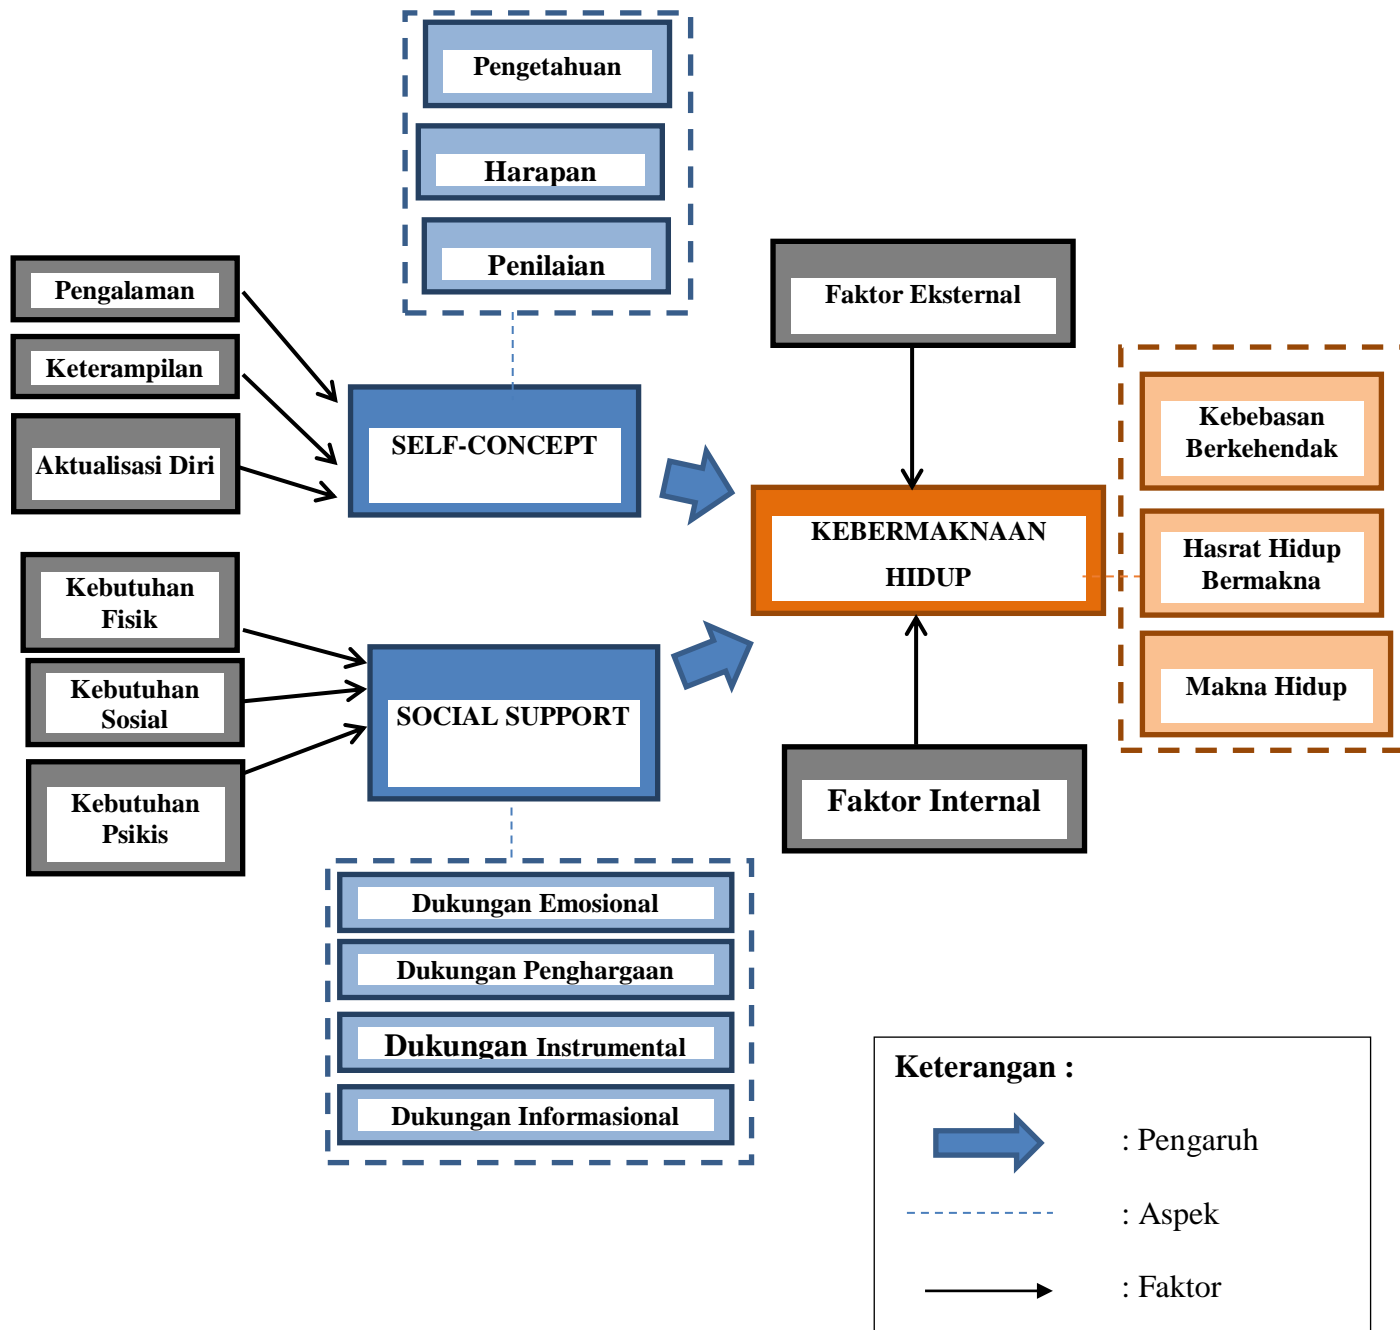 Pengetahuan
Harapan
Penilaian
Pengalaman
Keterampilan
Aktualisasi Diri
SELF-CONCEPT
Faktor Eksternal
Kebebasan
Berkehendak
KEBERMAKNAAN
HIDUP
Hasrat Hidup
Bermakna
Makna Hidup
Kebutuhan
Fisik
Kebutuhan
Sosial
Kebutuhan
Psikis
SOCIAL SUPPORT
Faktor Internal
Dukungan Emosional
Dukungan Penghargaan
Dukungan Instrumental
Dukungan Informasional
Keterangan :
: Pengaruh
: Aspek
: Faktor